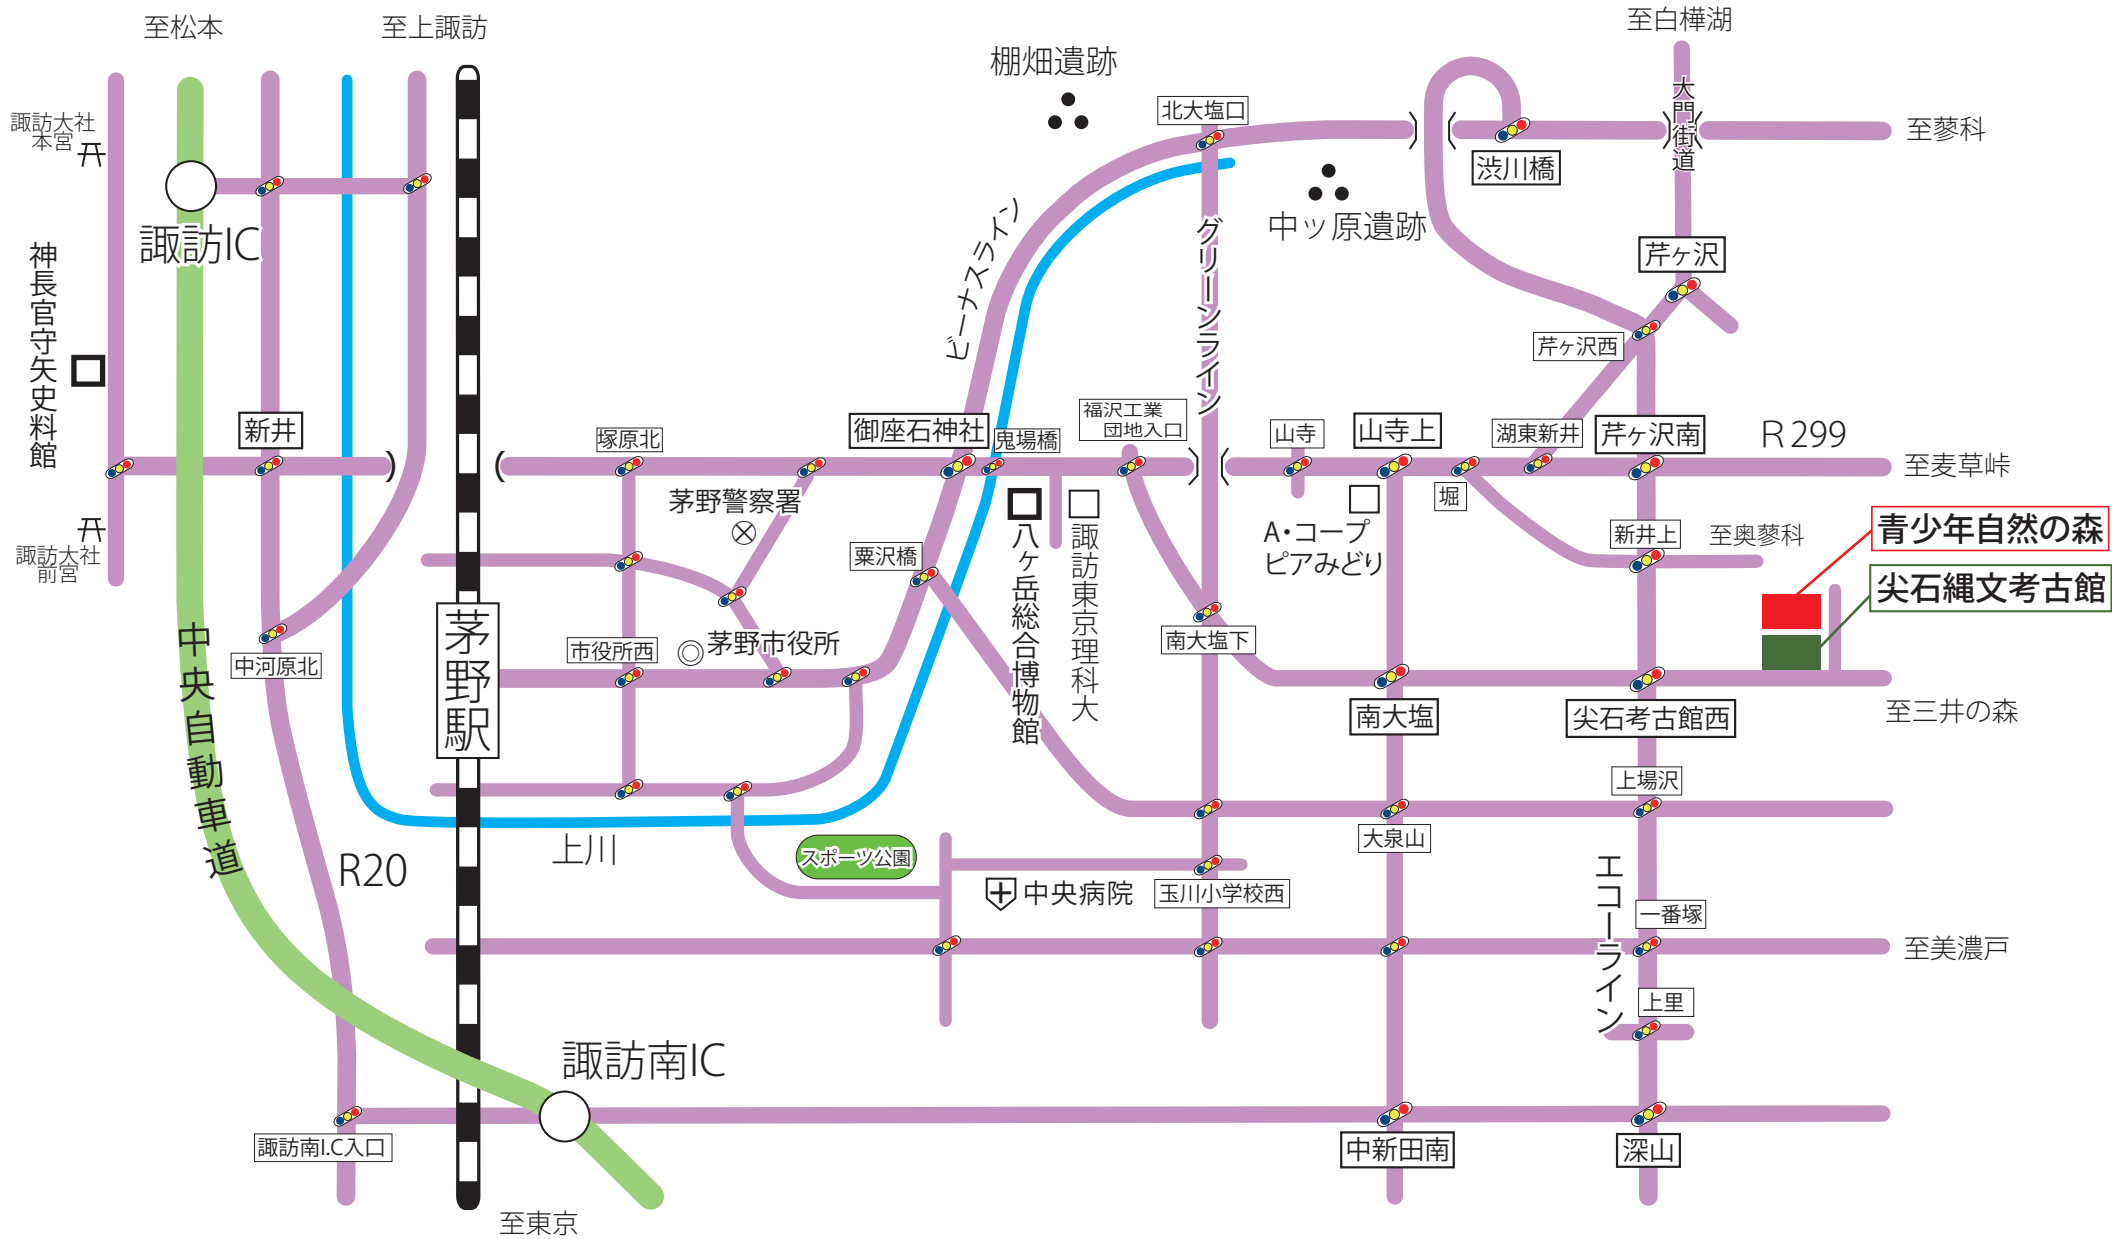 至松本
至上諏訪
至白樺湖
棚畑遺跡
大門街道
諏訪大社
本宮
北大塩口
至蓼科
渋川橋
諏訪IC
中ッ原遺跡
グリーンライン
ビーナスライン
芹ヶ沢
神長官守矢史料館
芹ヶ沢西
新井
塚原北
御座石神社
鬼場橋
福沢工業
団地入口
山寺
山寺上
湖東新井
芹ヶ沢南
R299
至麦草峠
茅野警察署
堀
A・コープ
ピアみどり
新井上
至奥蓼科
青少年自然の森
諏訪大社
前宮
粟沢橋
八ヶ岳総合博物館
諏訪東京理科大
尖石縄文考古館
中央自動車道
中河原北
茅野駅
市役所西
茅野市役所
南大塩下
南大塩
尖石考古館西
至三井の森
上場沢
上川
R20
スポーツ公園
大泉山
エコーライン
中央病院
玉川小学校西
一番塚
至美濃戸
上里
諏訪南IC
諏訪南I.C入口
中新田南
深山
至東京